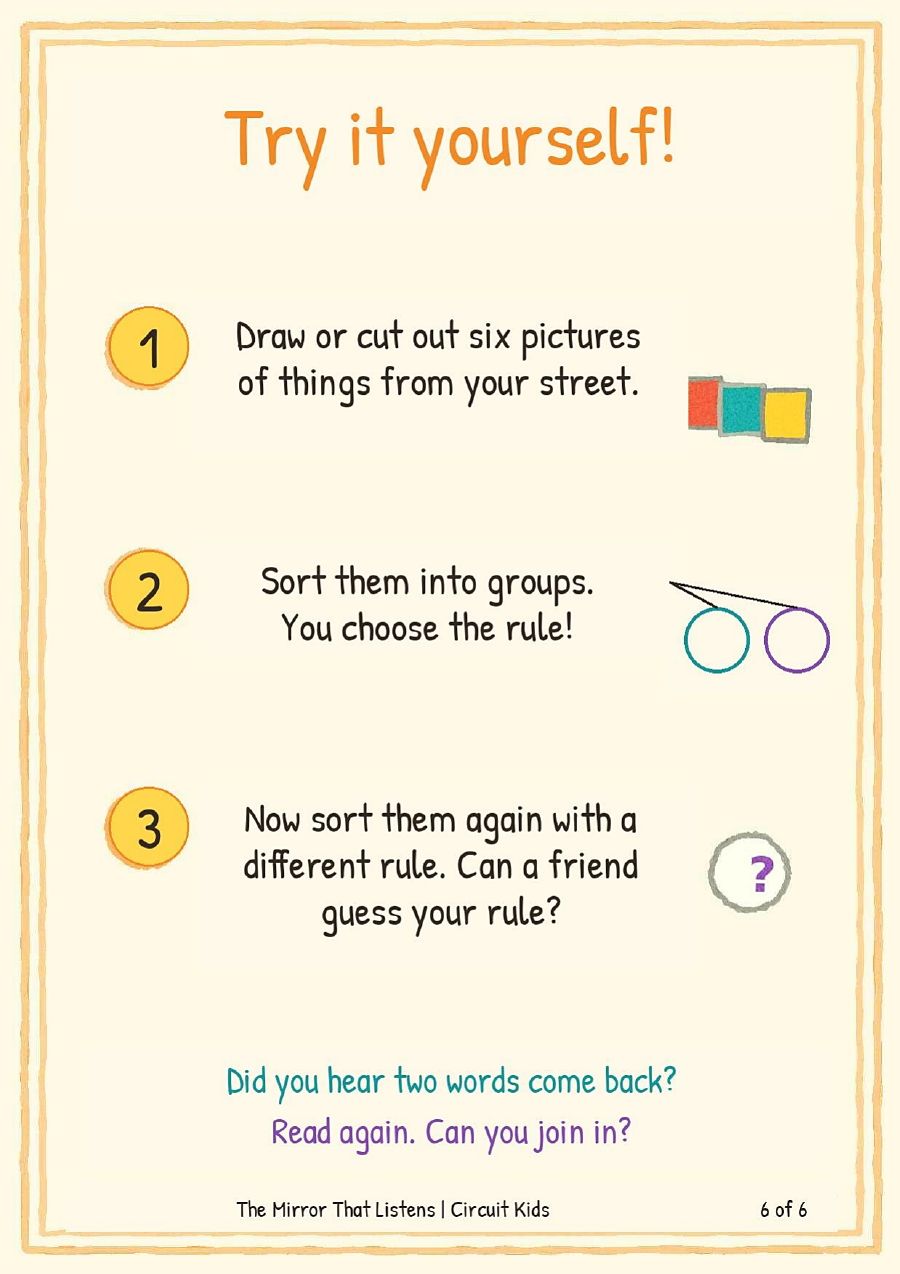 Try it yourself!
1
Draw or cut out six pictures
of things from your street.
2
Sort them into groups.
You choose the rule!
3
Now sort them again with a
different rule. Can a friend
guess your rule?
?
Did you hear two words come back?
Read again. Can you join in?
The Mirror That Listens | Circuit Kids
6 of 6